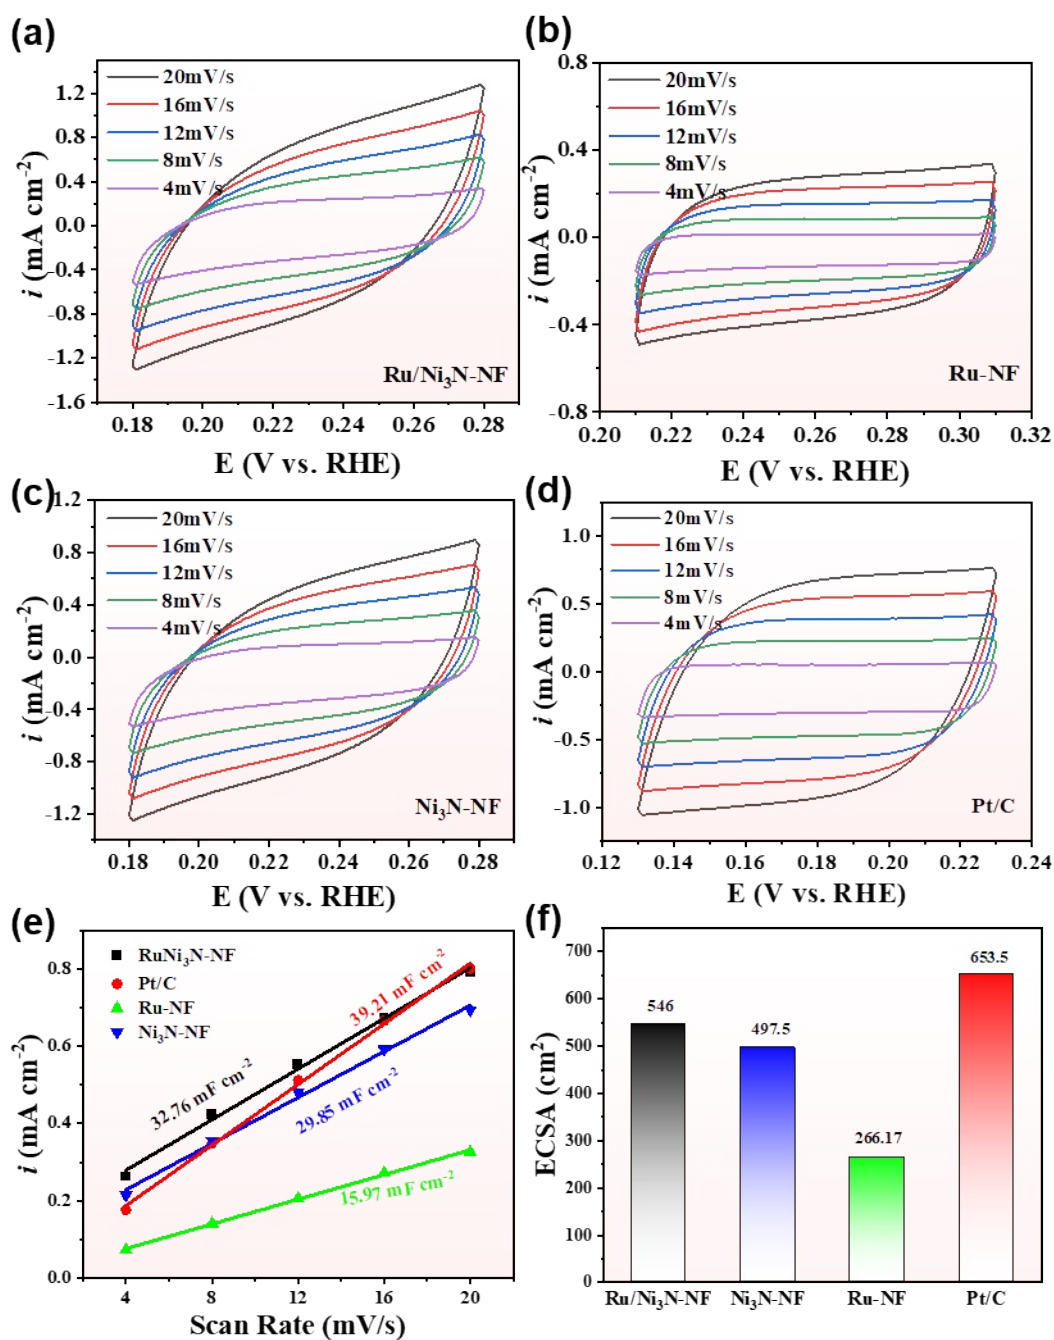 (a)
20mV/s
16mV/s
12mV/s
8mV/s
4mV/s
1.2
0.8
0.4
0.0
-0.4
-0.8
-1.2
-1.6
i (mA cm⁻²)
Ru/Ni₃N-NF
0.18 0.20 0.22 0.24 0.26 0.28
E (V vs. RHE)
(b)
20mV/s
16mV/s
12mV/s
8mV/s
4mV/s
0.8
0.4
0.0
-0.4
-0.8
i (mA cm⁻²)
Ru-NF
0.20 0.22 0.24 0.26 0.28 0.30 0.32
E (V vs. RHE)
(c)
20mV/s
16mV/s
12mV/s
8mV/s
4mV/s
1.2
0.8
0.4
0.0
-0.4
-0.8
-1.2
i (mA cm⁻²)
Ni₃N-NF
0.18 0.20 0.22 0.24 0.26 0.28
E (V vs. RHE)
(d)
20mV/s
16mV/s
12mV/s
8mV/s
4mV/s
1.0
0.5
0.0
-0.5
-1.0
i (mA cm⁻²)
Pt/C
0.12 0.14 0.16 0.18 0.20 0.22 0.24
E (V vs. RHE)
(e)
RuNi₃N-NF
Pt/C
Ru-NF
Ni₃N-NF
0.8
0.6
0.4
0.2
0.0
i (mA cm⁻²)
39.21 mF cm⁻²
32.76 mF cm⁻²
29.85 mF cm⁻²
15.97 mF cm⁻²
4 8 12 16 20
Scan Rate (mV/s)
(f)
700
600
500
400
300
200
100
0
ECSA (cm²)
546
497.5
266.17
653.5
Ru/Ni₃N-NF Ni₃N-NF Ru-NF Pt/C